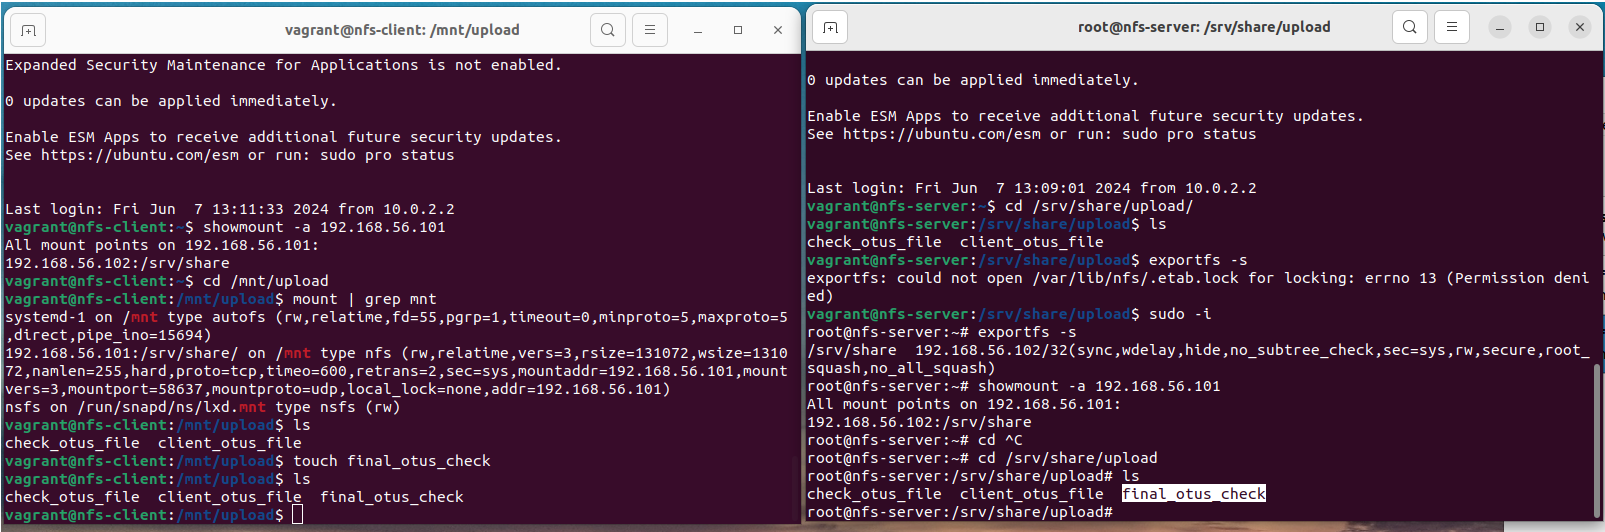 vagrant@nfs-client: /mnt/upload
Expanded Security Maintenance for Applications is not enabled.
0 updates can be applied immediately.
Enable ESM Apps to receive additional future security updates.
See https://ubuntu.com/esm or run: sudo pro status
Last login: Fri Jun  7 13:11:33 2024 from 10.0.2.2
vagrant@nfs-client:~$ showmount -a 192.168.56.101
All mount points on 192.168.56.101:
192.168.56.102:/srv/share
vagrant@nfs-client:~$ cd /mnt/upload
vagrant@nfs-client:/mnt/upload$ mount | grep mnt
systemd-1 on /mnt type autofs (rw,relatime,fd=55,pgrp=1,timeout=0,minproto=5,maxproto=5
,direct,pipe_ino=15694)
192.168.56.101:/srv/share/ on /mnt type nfs (rw,relatime,vers=3,rsize=131072,wsize=1310
72,namlen=255,hard,proto=tcp,timeo=600,retrans=2,sec=sys,mountaddr=192.168.56.101,mount
vers=3,mountport=58637,mountproto=udp,local_lock=none,addr=192.168.56.101)
nsfs on /run/snapd/ns/lxd.mnt type nsfs (rw)
vagrant@nfs-client:/mnt/upload$ ls
check_otus_file  client_otus_file
vagrant@nfs-client:/mnt/upload$ touch final_otus_check
vagrant@nfs-client:/mnt/upload$ ls
check_otus_file  client_otus_file  final_otus_check
vagrant@nfs-client:/mnt/upload$
root@nfs-server: /srv/share/upload
0 updates can be applied immediately.
Enable ESM Apps to receive additional future security updates.
See https://ubuntu.com/esm or run: sudo pro status
Last login: Fri Jun  7 13:09:01 2024 from 10.0.2.2
vagrant@nfs-server:~$ cd /srv/share/upload/
vagrant@nfs-server:/srv/share/upload$ ls
check_otus_file  client_otus_file
vagrant@nfs-server:/srv/share/upload$ exportfs -s
exportfs: could not open /var/lib/nfs/.etab.lock for locking: errno 13 (Permission deni
ed)
vagrant@nfs-server:/srv/share/upload$ sudo -i
root@nfs-server:~# exportfs -s
/srv/share  192.168.56.102/32(sync,wdelay,hide,no_subtree_check,sec=sys,rw,secure,root_
squash,no_all_squash)
root@nfs-server:~# showmount -a 192.168.56.101
All mount points on 192.168.56.101:
192.168.56.102:/srv/share
root@nfs-server:~# cd ^C
root@nfs-server:~# cd /srv/share/upload
root@nfs-server:/srv/share/upload# ls
check_otus_file  client_otus_file  final_otus_check
root@nfs-server:/srv/share/upload#